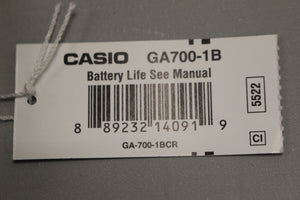 CASIO GA700-1B
Battery Life See Manual
8 89232 14091 9
GA-700-1BCR
5522
CI